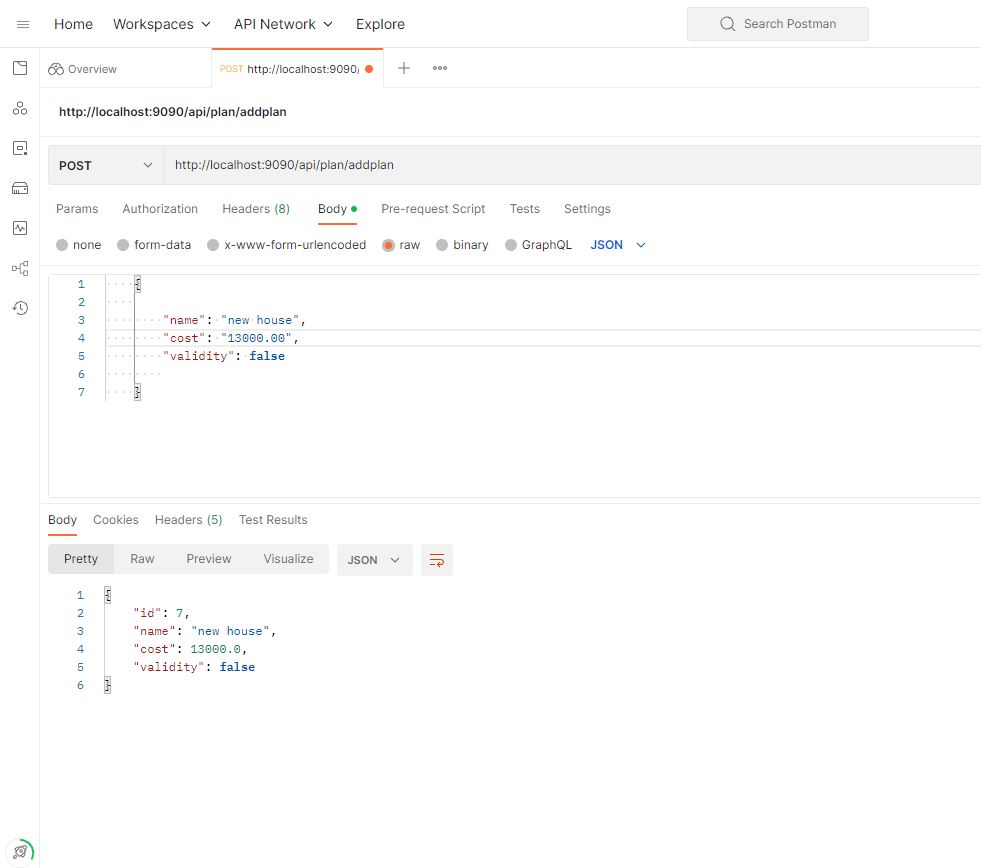 Home Workspaces API Network Explore Search Postman
Overview POST http://localhost:9090/
http://localhost:9090/api/plan/addplan
POST http://localhost:9090/api/plan/addplan
Params Authorization Headers (8) Body Pre-request Script Tests Settings
none form-data x-www-form-urlencoded raw binary GraphQL JSON
1 {
2
3 "name": "new house",
4 "cost": "13000.00",
5 "validity": false
6
7 }
Body Cookies Headers (5) Test Results
Pretty Raw Preview Visualize JSON
1 {
2 "id": 7,
3 "name": "new house",
4 "cost": 13000.0,
5 "validity": false
6 }